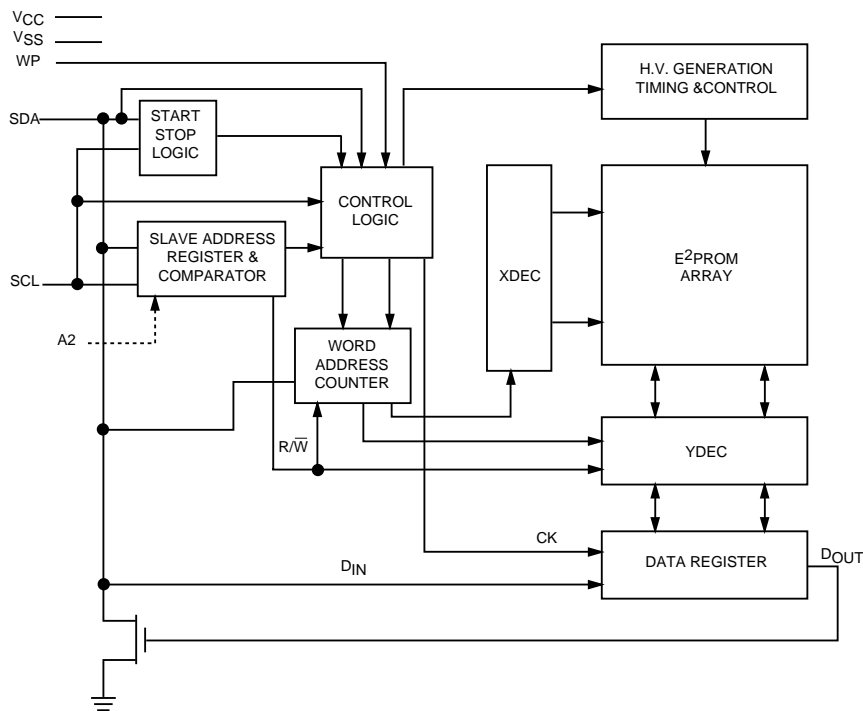 VCC
VSS
WP
H.V. GENERATION
TIMING &CONTROL
SDA
START
STOP
LOGIC
CONTROL
LOGIC
SLAVE ADDRESS
REGISTER &
COMPARATOR
E2PROM
ARRAY
XDEC
SCL
A2
WORD
ADDRESS
COUNTER
R/W̅
YDEC
CK
DIN
DATA REGISTER
DOUT